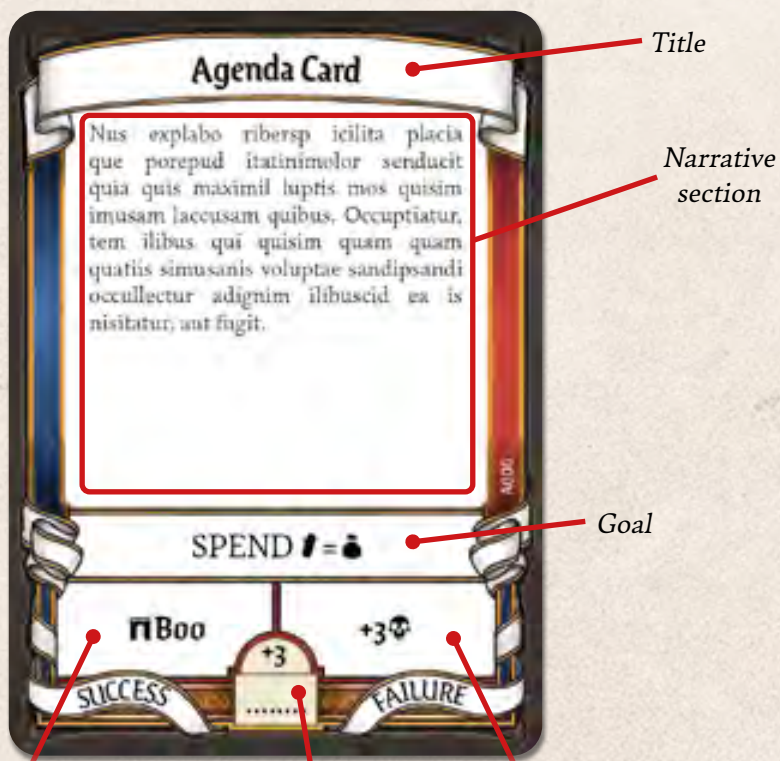 Agenda Card
Title
Nus explabo ribersp icilita placia
que porepud itatinimolor senducit
quia quis maximil luptis mos quisim
imusam laccusam quibus. Occuptiatur,
tem ilibus qui quisim quam quam
quatiis simusanis voluptae sandipsandi
occullectur adignim ilibuscid ea is
nisitatur, aut fugit.
Narrative
section
A000
SPEND =
Goal
Boo
+3
+3
........
SUCCESS
FAILURE